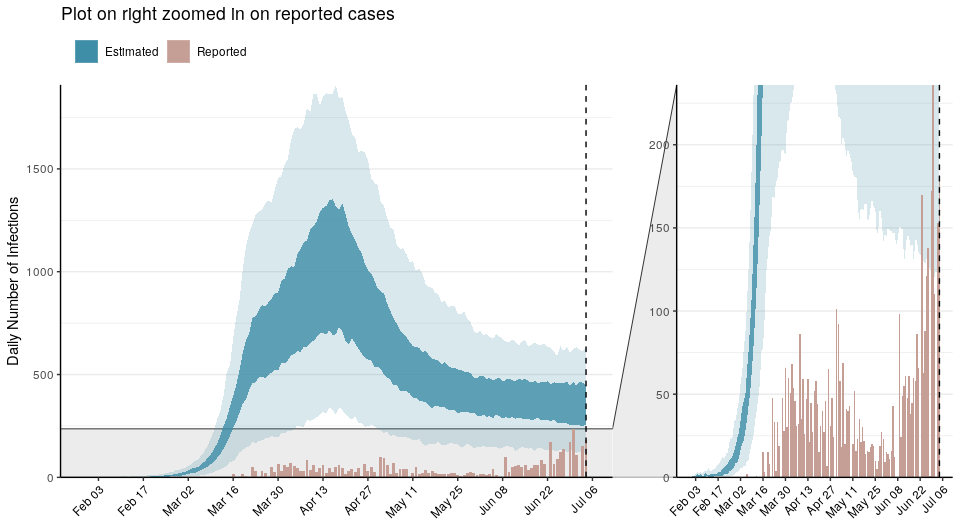 Plot on right zoomed in on reported cases
Estimated Reported
Daily Number of Infections
1500
1000
500
0
Feb 03 Feb 17 Mar 02 Mar 16 Mar 30 Apr 13 Apr 27 May 11 May 25 Jun 08 Jun 22 Jul 06
200
150
100
50
0
Feb 03 Feb 17 Mar 02 Mar 16 Mar 30 Apr 13 Apr 27 May 11 May 25 Jun 08 Jun 22 Jul 06